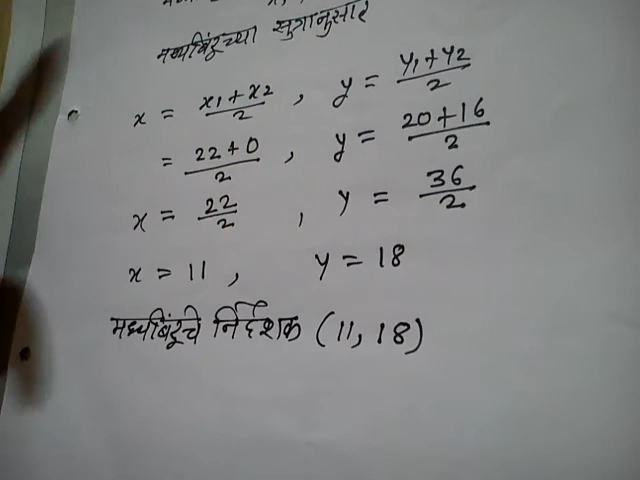 मध्यबिंदूच्या सुत्रानुसार
x = x₁+x₂/2 , y = y₁+y₂/2
= 22+0/2 , y = 20+16/2
x = 22/2 , y = 36/2
x = 11 , y = 18
मध्यबिंदूचे निर्देशक (11, 18)